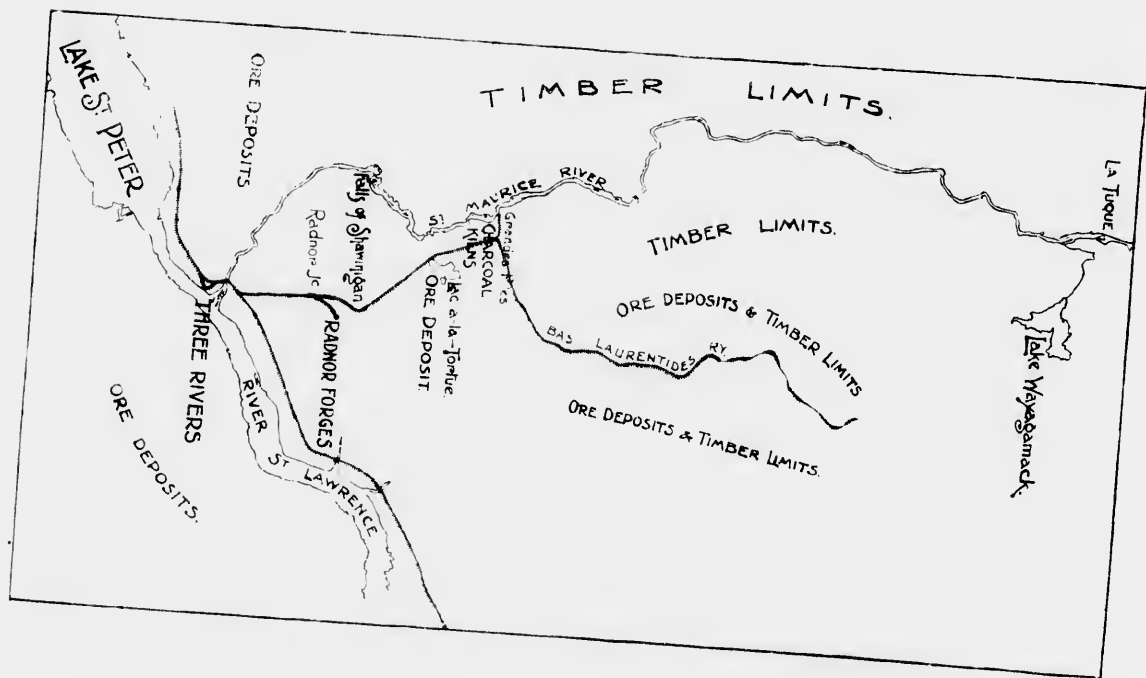 TIMBER LIMITS.
LAKE ST. PETER
ORE DEPOSITS
Falls of Shawinigan
Radnor Jc
ST. MAURICE RIVER
CHARCOAL
KILNS
Lac a-la-Tortue
ORE DEPOSIT.
LA TUQUE
TIMBER LIMITS.
ORE DEPOSITS & TIMBER LIMITS
BAS LAURENTIDES RY.
ORE DEPOSITS & TIMBER LIMITS.
Lake Wayagamack.
THREE RIVERS
RADNOR FORGES
RIVER ST LAWRENCE
ORE DEPOSITS.